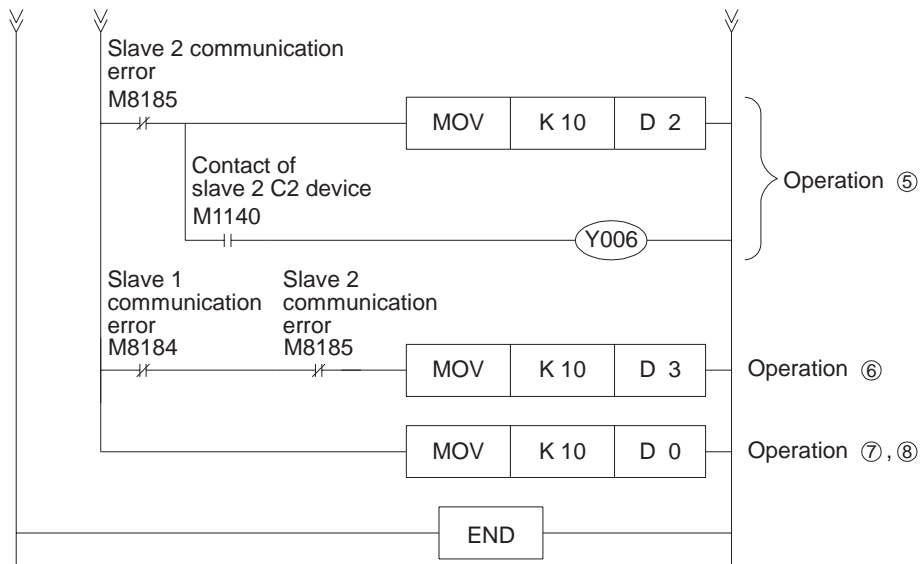 Slave 2 communication
error
M8185
MOV K 10 D 2
Contact of
slave 2 C2 device
M1140
Y006
Operation ⑤
Slave 1
communication
error
M8184
Slave 2
communication
error
M8185
MOV K 10 D 3
Operation ⑥
MOV K 10 D 0
Operation ⑦ , ⑧
END